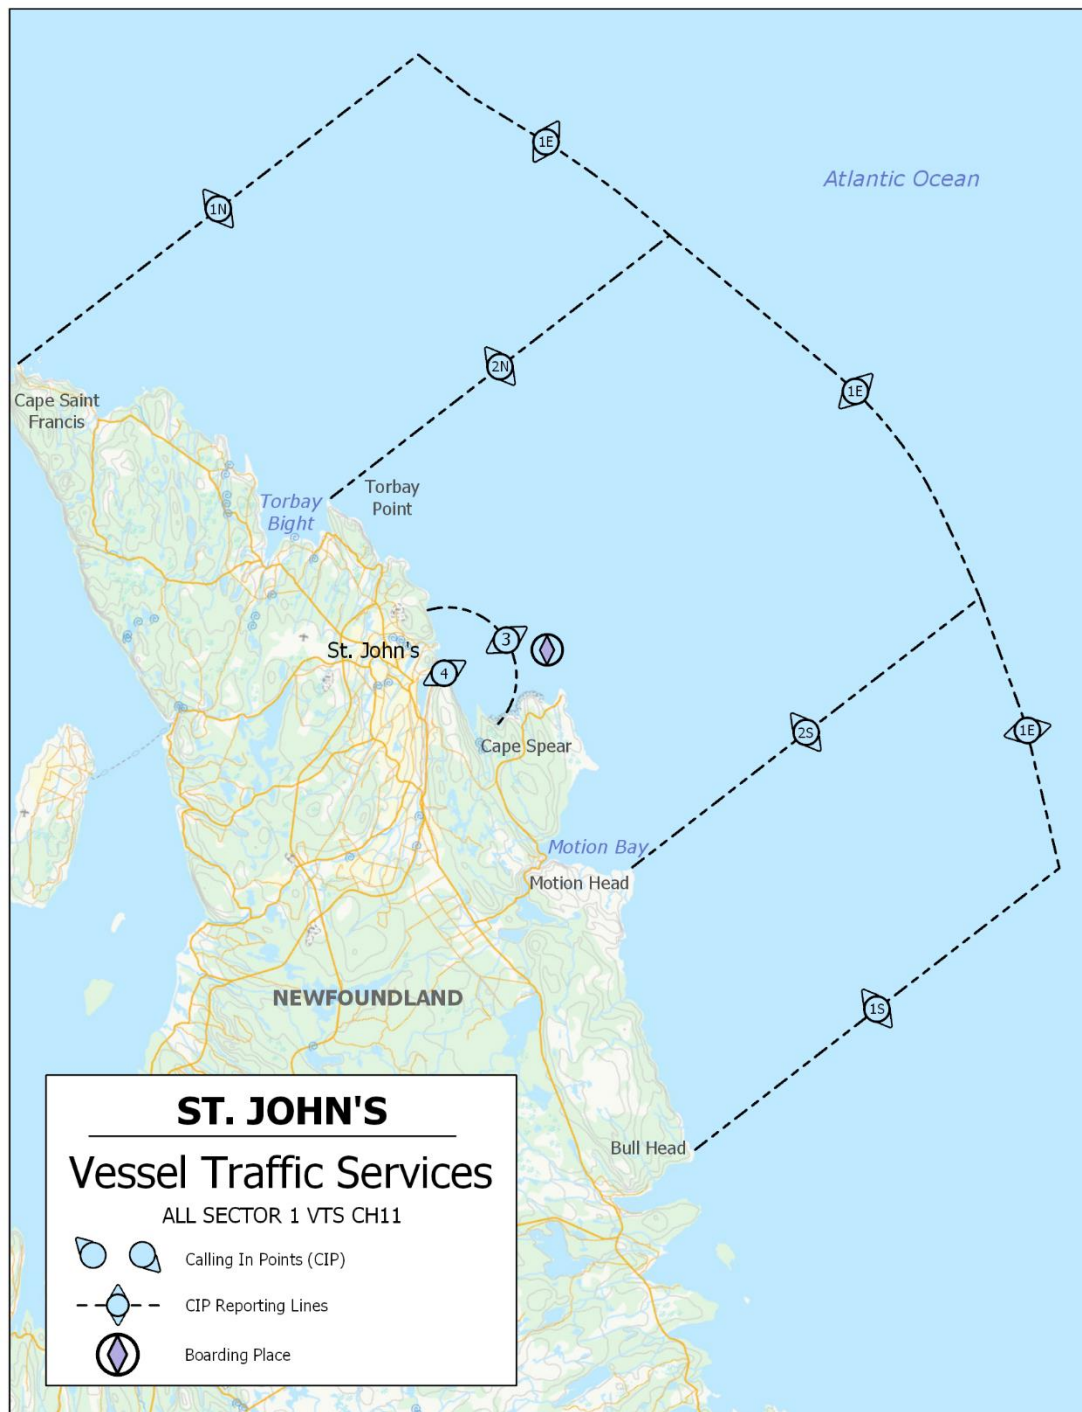 1E
Atlantic Ocean
1N
2N
1E
Cape Saint
Francis
Torbay
Point
Torbay
Bight
3
St. John's
4
Cape Spear
2S
1E
Motion Bay
Motion Head
NEWFOUNDLAND
1S
Bull Head
ST. JOHN'S
Vessel Traffic Services
ALL SECTOR 1 VTS CH11
Calling In Points (CIP)
CIP Reporting Lines
Boarding Place